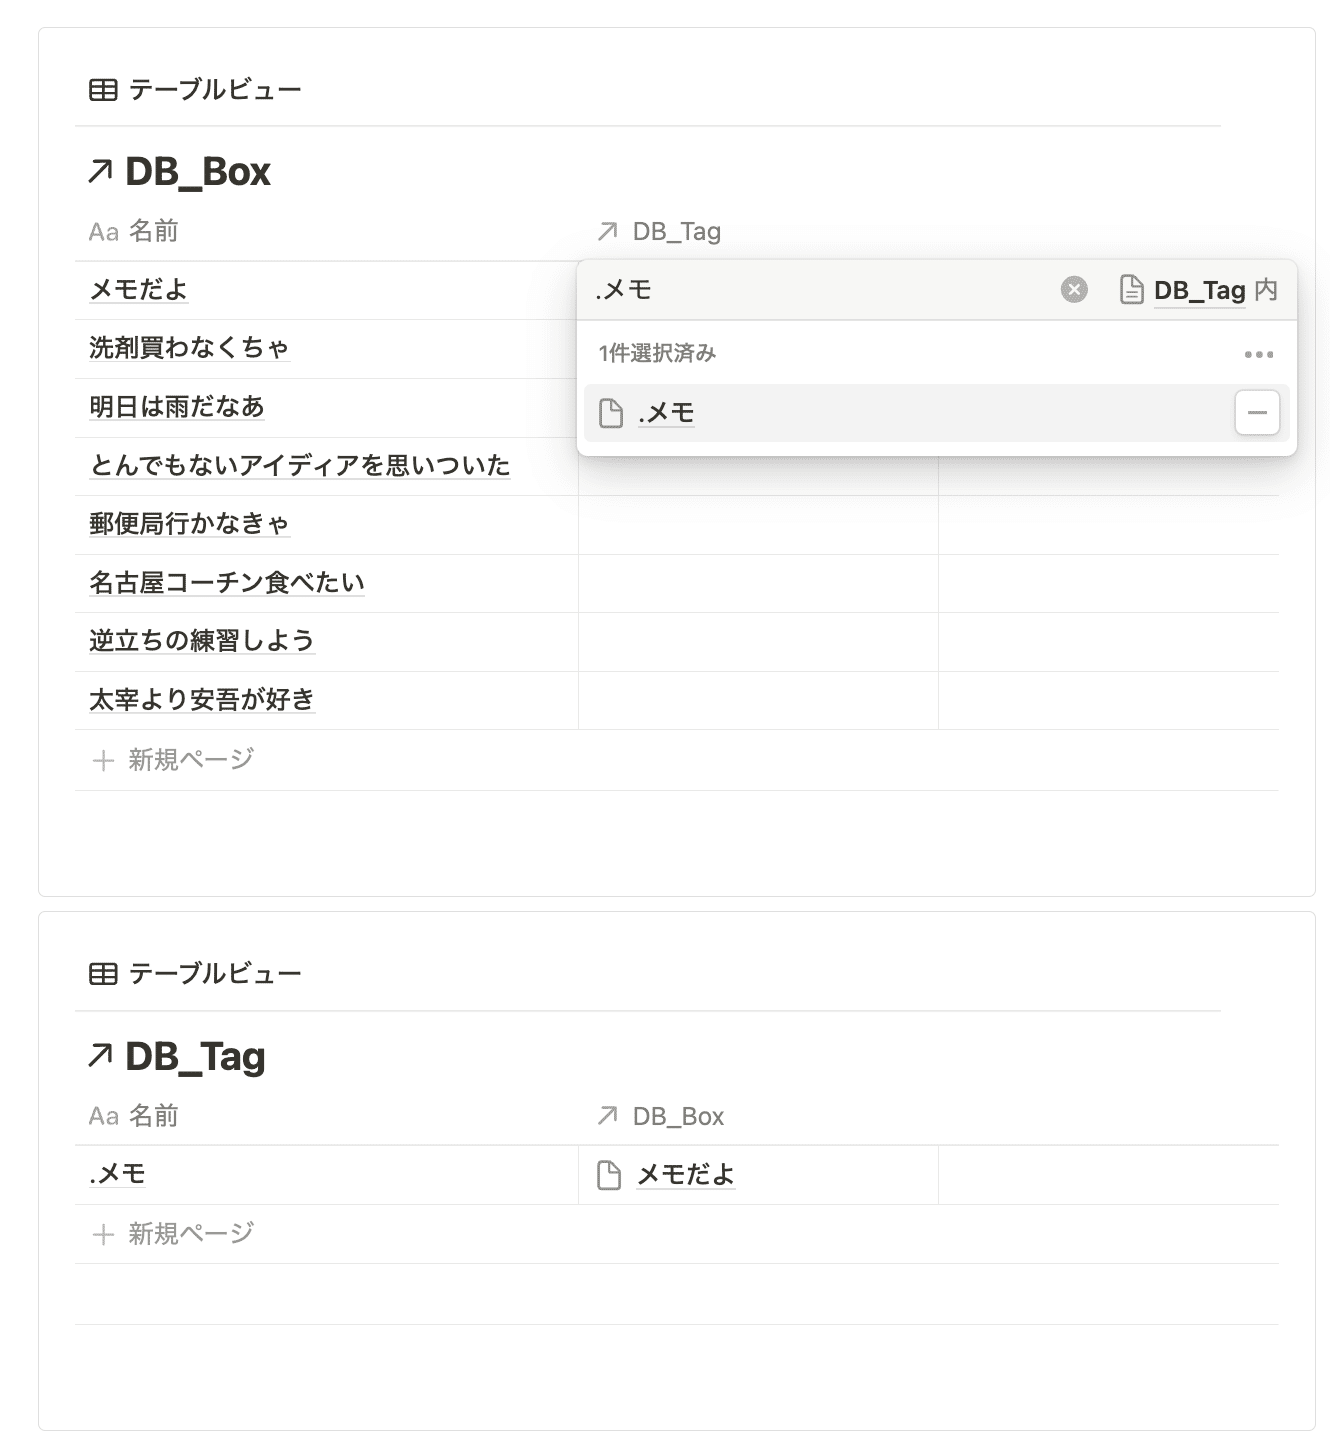 テーブルビュー
DB_Box
Aa 名前
DB_Tag
メモだよ
.メモ
DB_Tag 内
洗剤買わなくちゃ
1件選択済み
明日は雨だなあ
.メモ
とんでもないアイディアを思いついた
郵便局行かなきゃ
名古屋コーチン食べたい
逆立ちの練習しよう
太宰より安吾が好き
新規ページ
テーブルビュー
DB_Tag
Aa 名前
DB_Box
.メモ
メモだよ
新規ページ